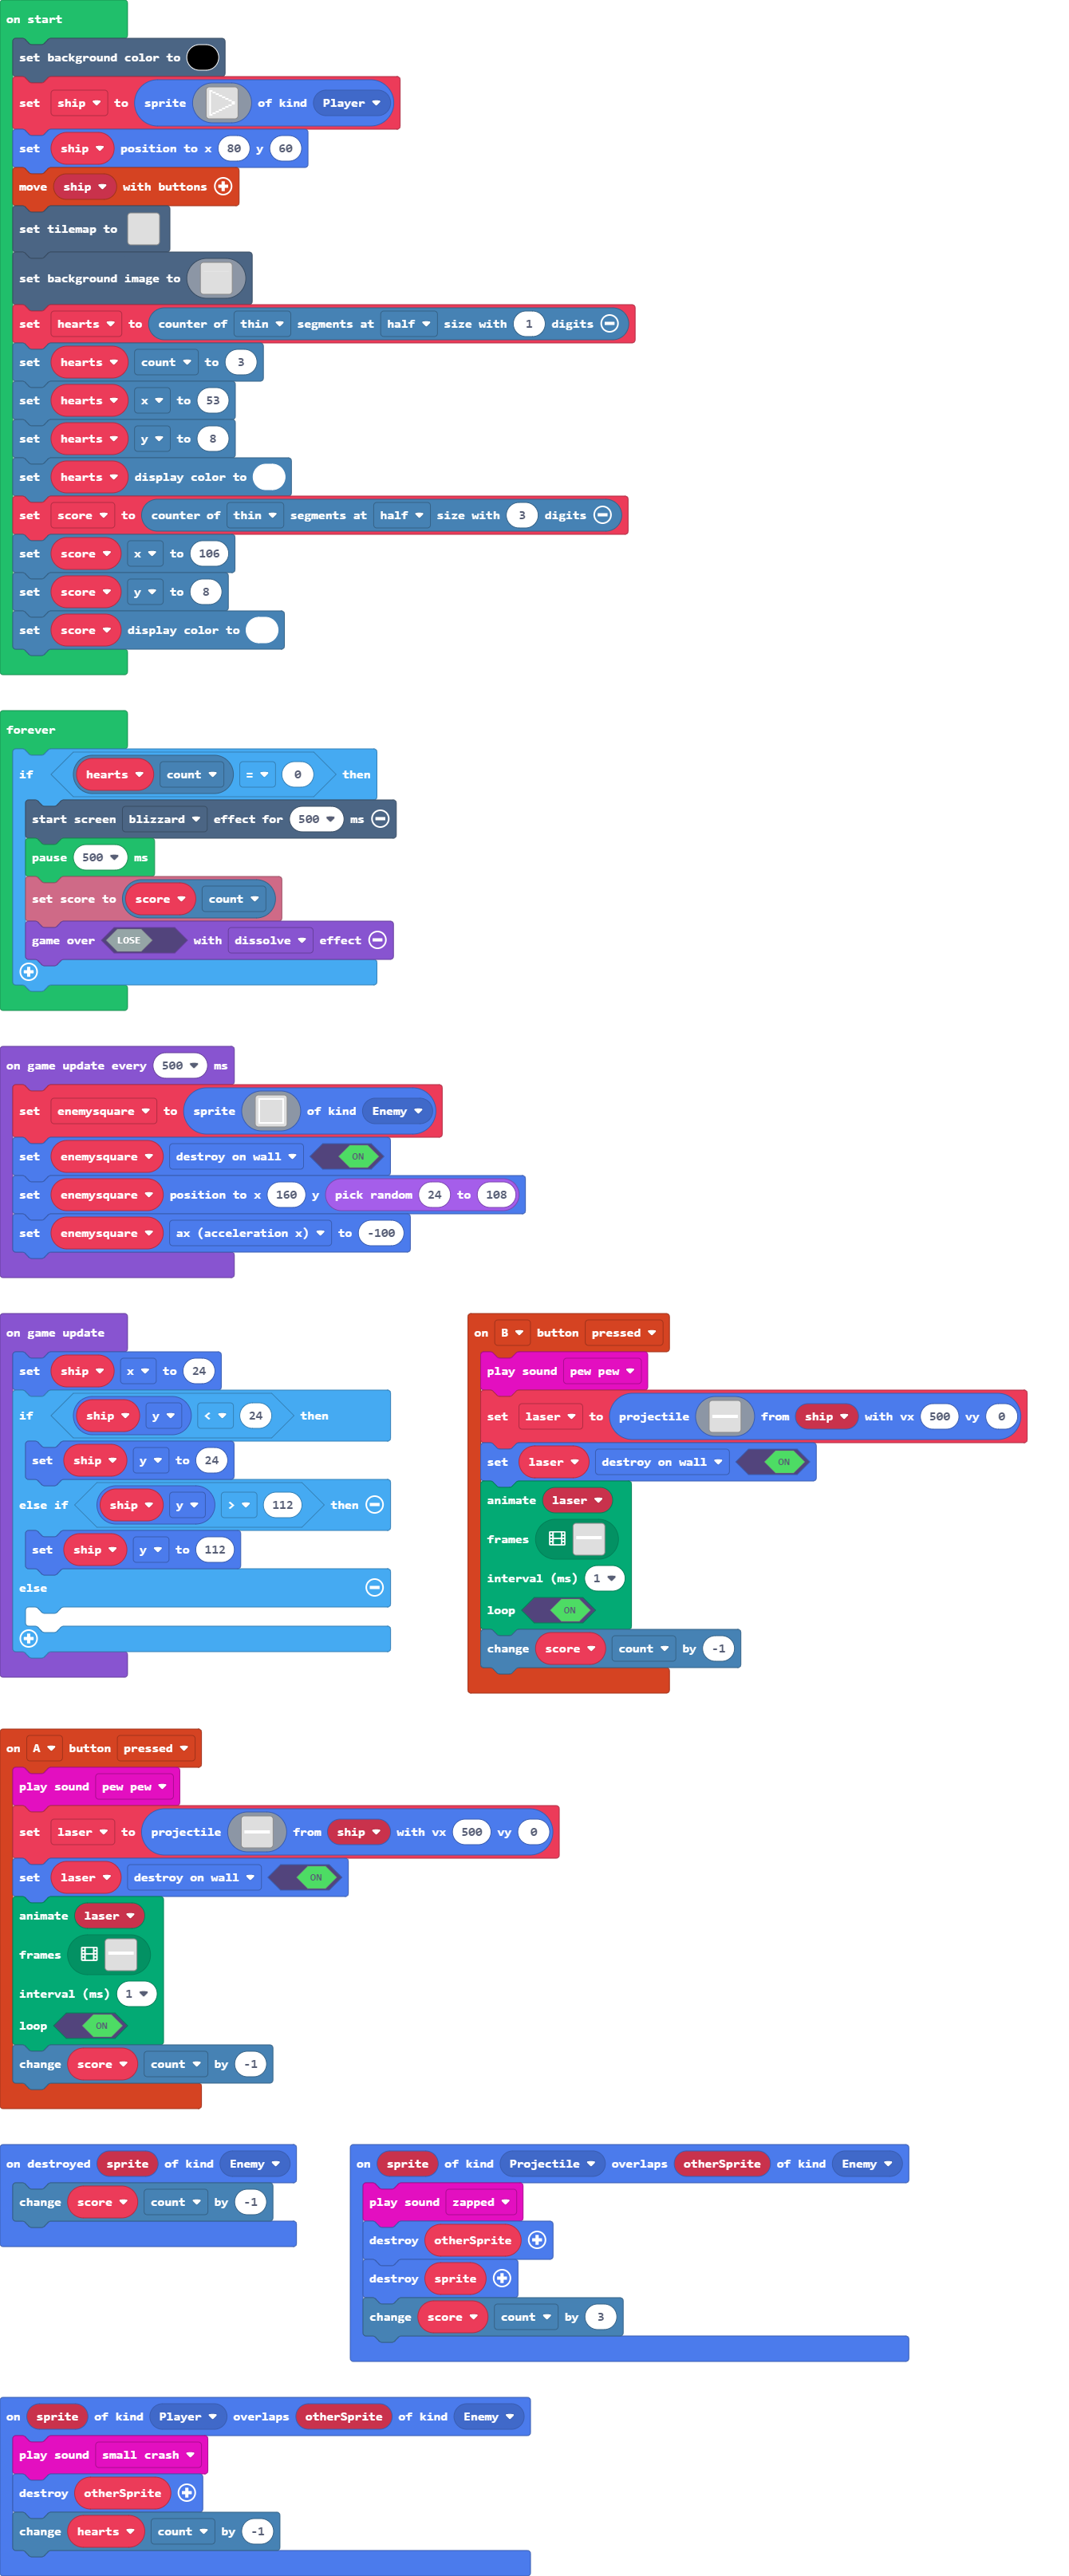 on start
set background color to
set ship to sprite of kind Player
set ship position to x 80 y 60
move ship with buttons
set tilemap to
set background image to
set hearts to counter of thin segments at half size with 1 digits
set hearts count to 3
set hearts x to 53
set hearts y to 8
set hearts display color to
set score to counter of thin segments at half size with 3 digits
set score x to 106
set score y to 8
set score display color to
forever
if hearts count = 0 then
start screen blizzard effect for 500 ms
pause 500 ms
set score to score count
game over LOSE with dissolve effect
on game update every 500 ms
set enemysquare to sprite of kind Enemy
set enemysquare destroy on wall ON
set enemysquare position to x 160 y pick random 24 to 108
set enemysquare ax (acceleration x) to -100
on game update
set ship x to 24
if ship y < 24 then
set ship y to 24
else if ship y > 112 then
set ship y to 112
else
on B button pressed
play sound pew pew
set laser to projectile from ship with vx 500 vy 0
set laser destroy on wall ON
animate laser
frames
interval (ms) 1
loop ON
change score count by -1
on A button pressed
play sound pew pew
set laser to projectile from ship with vx 500 vy 0
set laser destroy on wall ON
animate laser
frames
interval (ms) 1
loop ON
change score count by -1
on destroyed sprite of kind Enemy
change score count by -1
on sprite of kind Projectile overlaps otherSprite of kind Enemy
play sound zapped
destroy otherSprite
destroy sprite
change score count by 3
on sprite of kind Player overlaps otherSprite of kind Enemy
play sound small crash
destroy otherSprite
change hearts count by -1